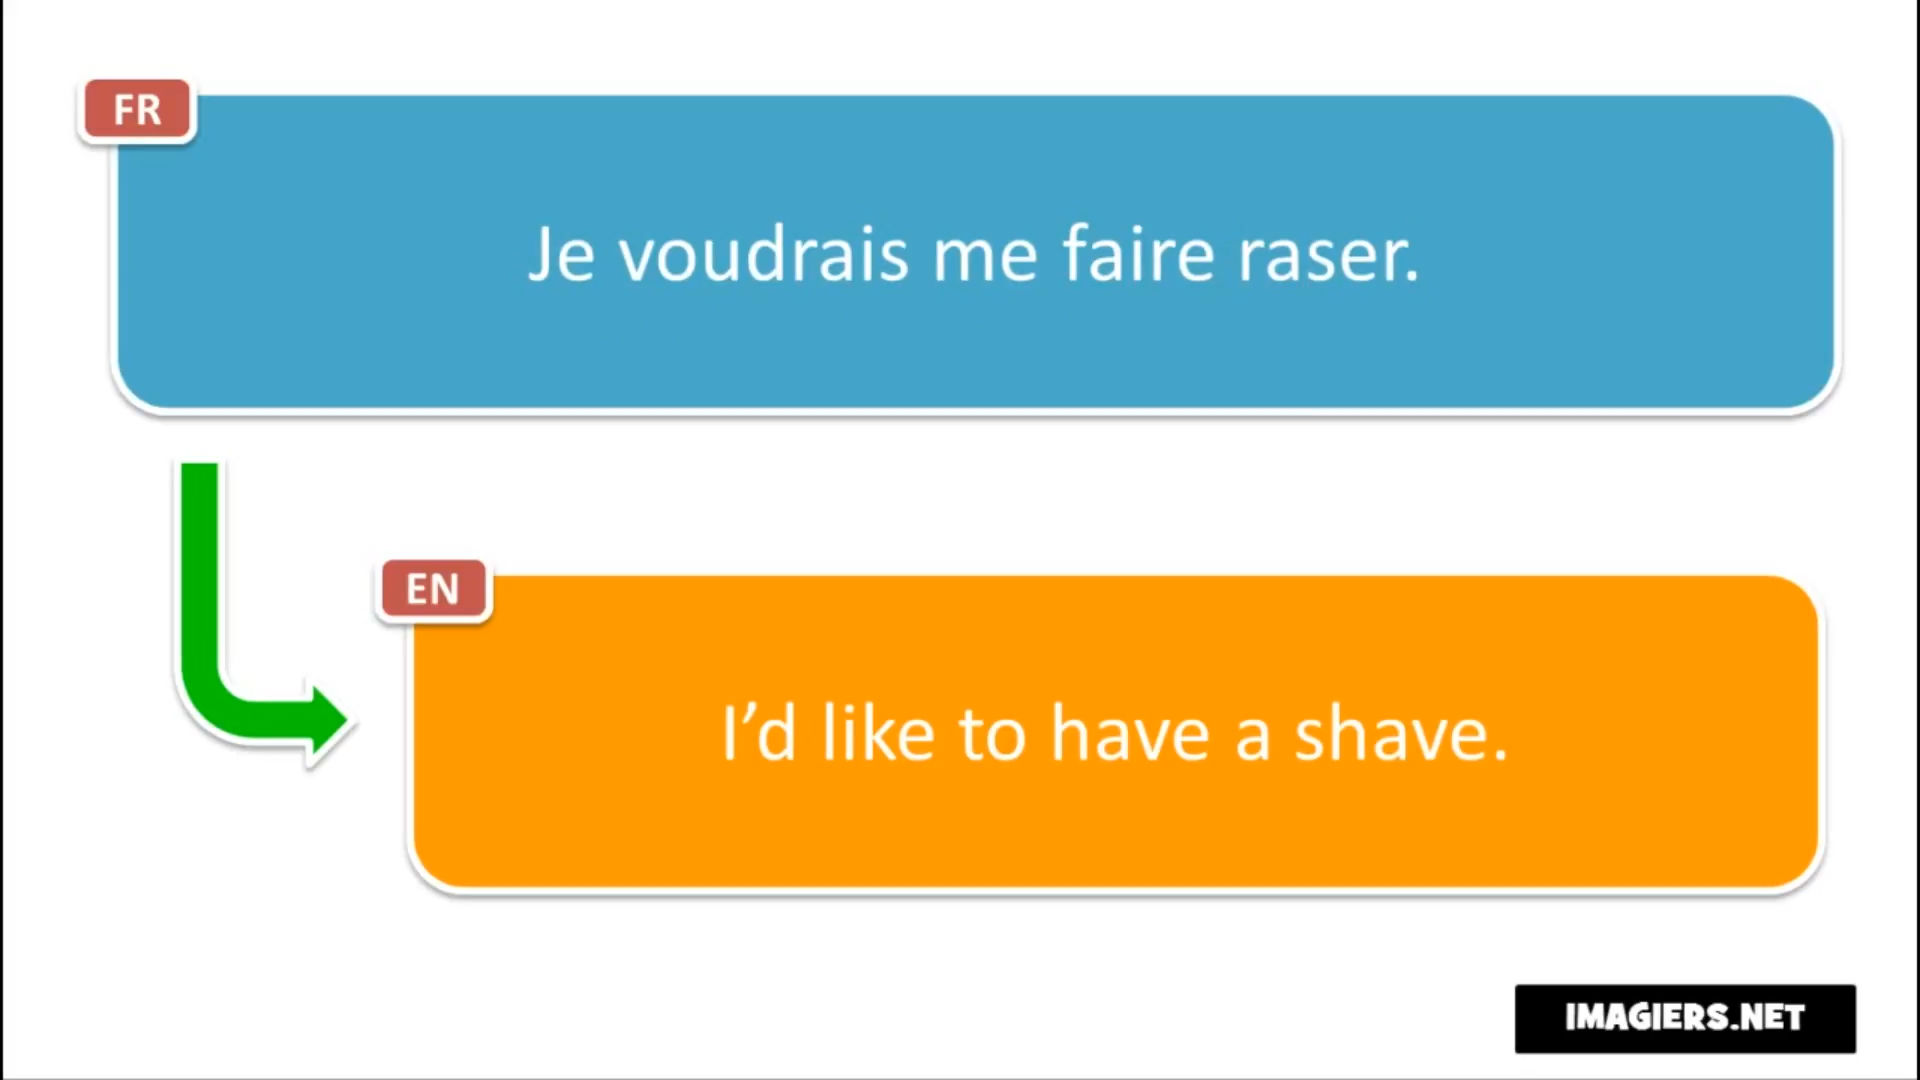 FR
Je voudrais me faire raser.
EN
I’d like to have a shave.
IMAGIERS.NET